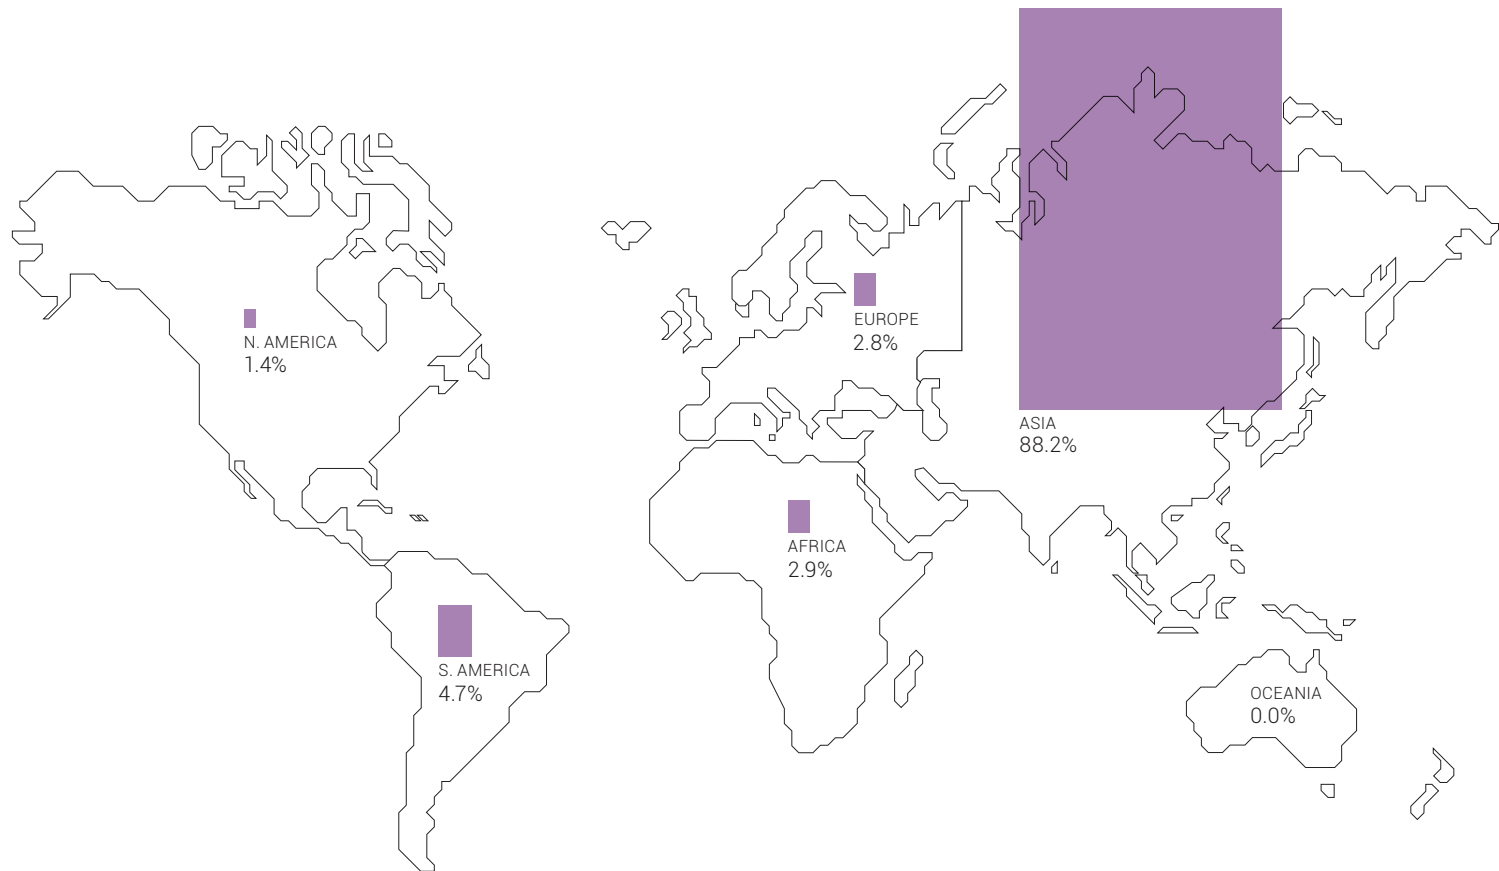 N. AMERICA
1.4%
EUROPE
2.8%
ASIA
88.2%
AFRICA
2.9%
S. AMERICA
4.7%
OCEANIA
0.0%